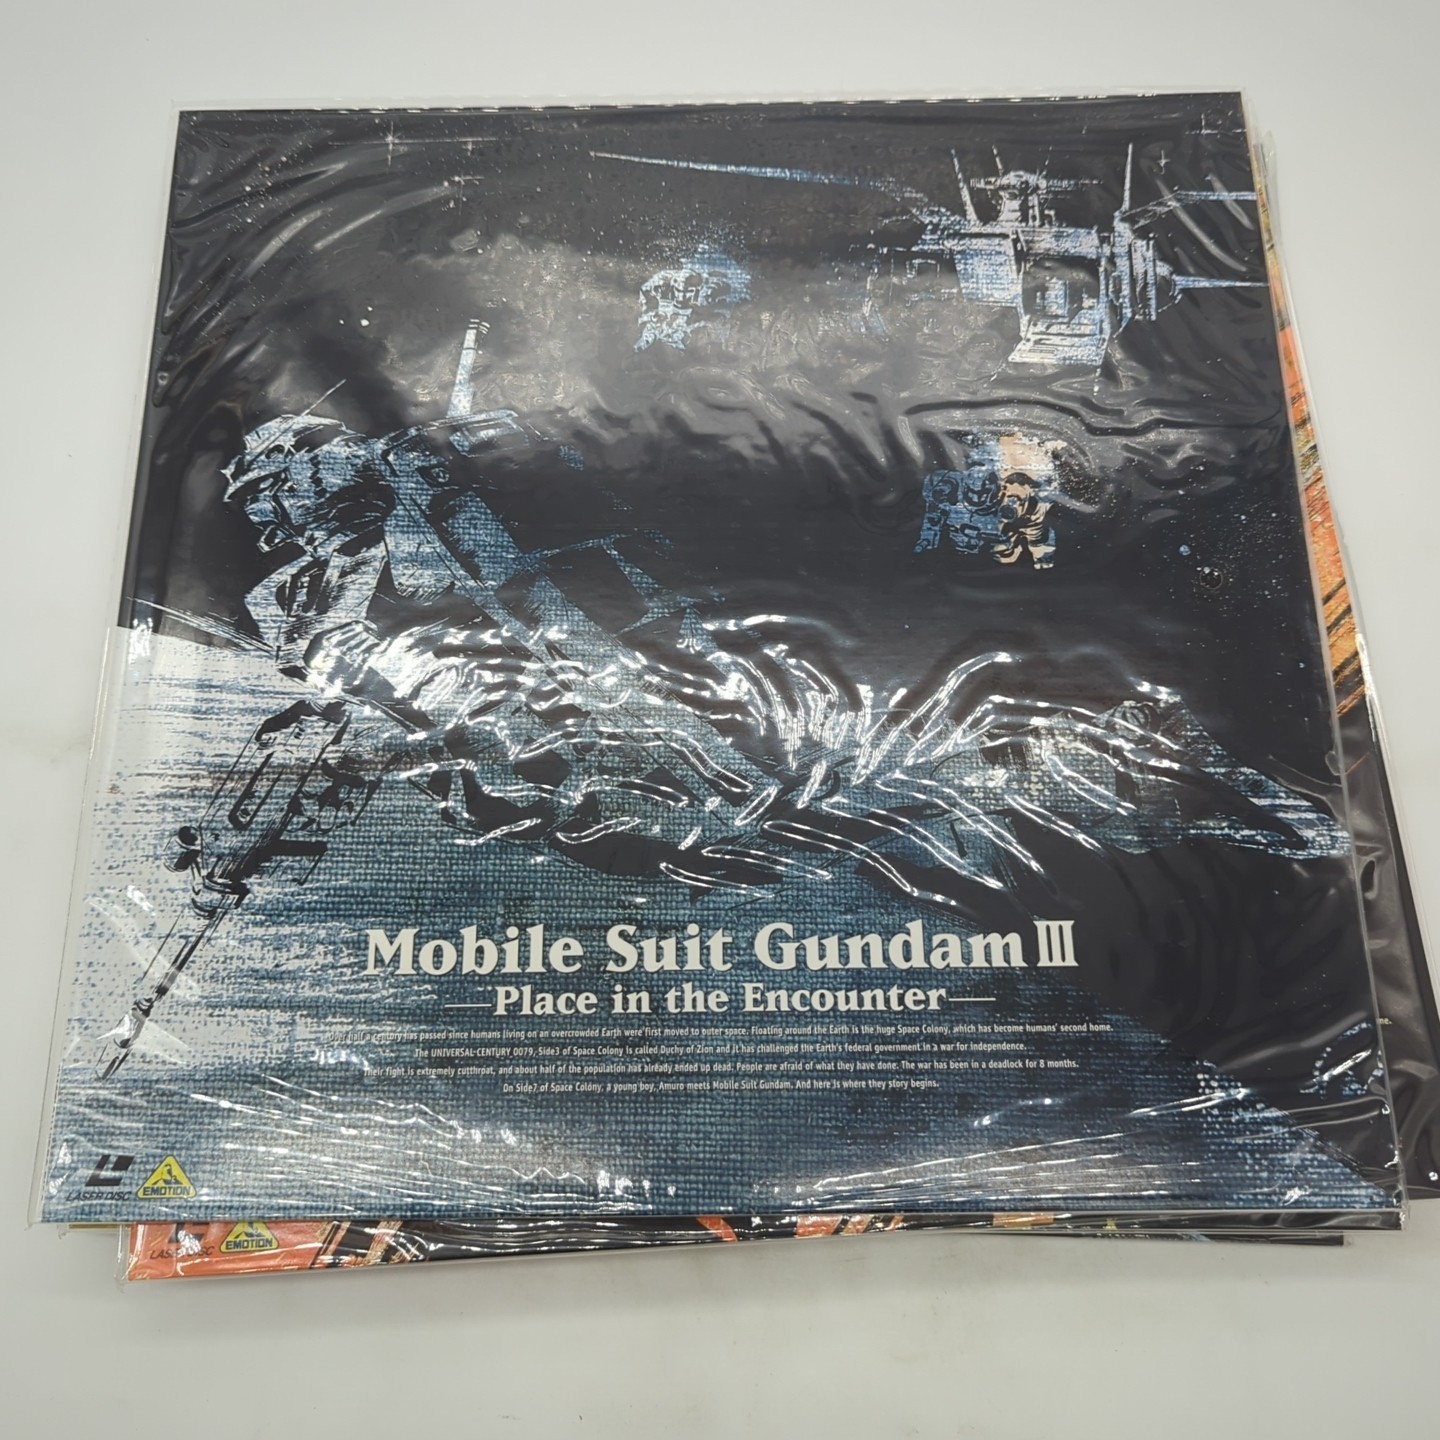 Mobile Suit Gundam III
—Place in the Encounter—
Over half a century has passed since humans living on an overcrowded Earth were first moved to outer space. Floating around the Earth is the huge Space Colony, which has become humans' second home.
The UNIVERSAL-CENTURY 0079, Side3 of Space Colony is called Duchy of Zion and it has challenged the Earth's federal government in a war for independence.
Their fight is extremely cutthroat, and about half of the population has already ended up dead. People are afraid of what they have done. The war has been in a deadlock for 8 months.
On Side7 of Space Colony, a young boy, Amuro meets Mobile Suit Gundam. And here is where they story begins.
me.
LASER DISC EMOTION
LASER DISC EMOTION